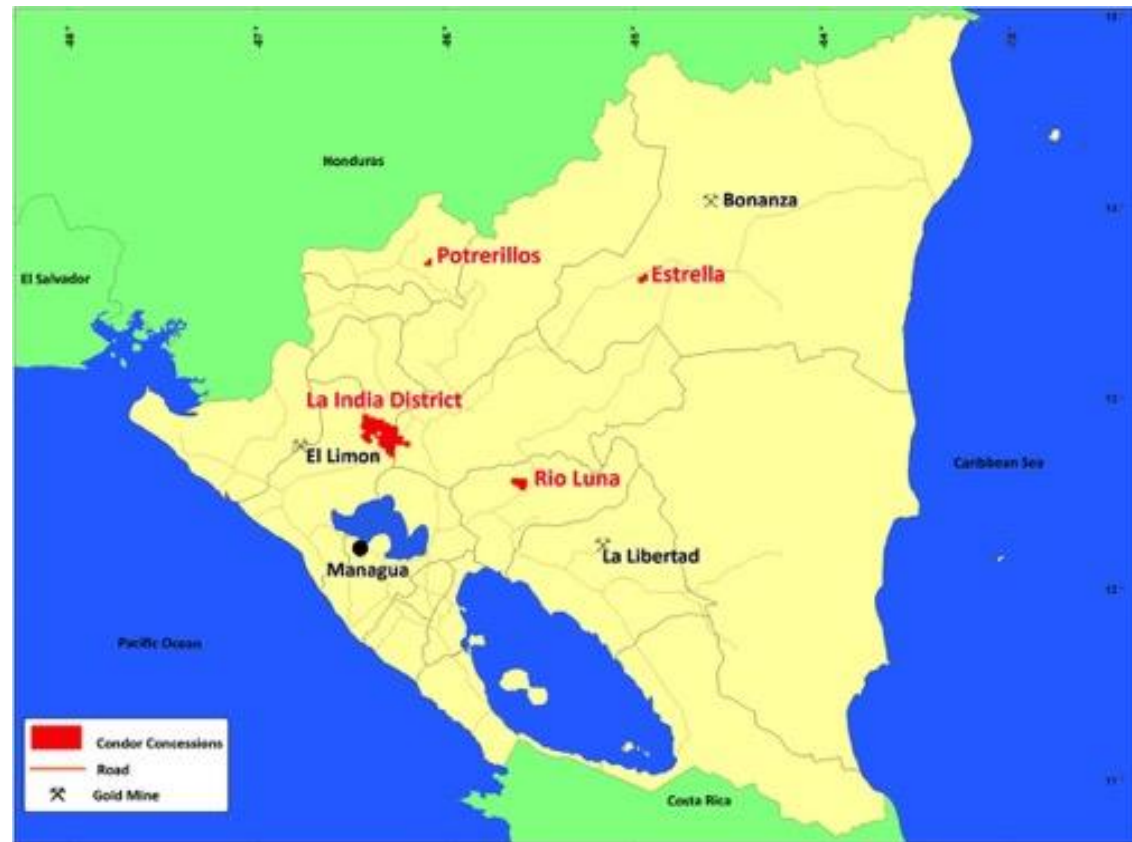 Honduras
Bonanza
Potrerillos
Estrella
El Salvador
La India District
El Limon
Caribbean Sea
Rio Luna
La Libertad
Managua
Pacific Ocean
Condor Concessions
Road
Gold Mine
Costa Rica